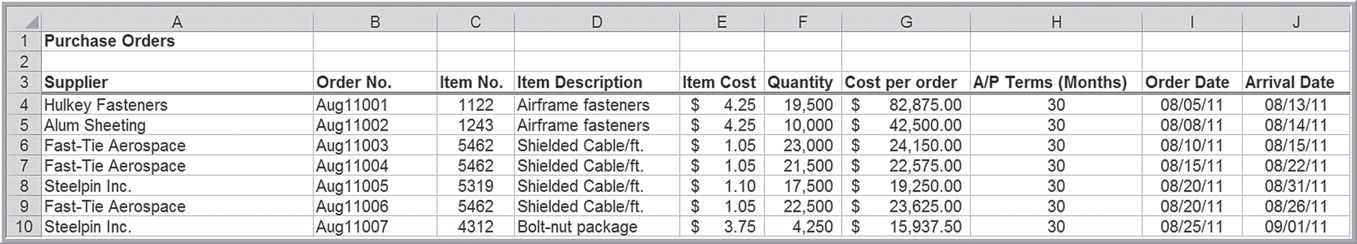 A B C D E F G H I J
1 Purchase Orders
2
3 Supplier Order No. Item No. Item Description Item Cost Quantity Cost per order A/P Terms (Months) Order Date Arrival Date
4 Hulkey Fasteners Aug11001 1122 Airframe fasteners $ 4.25 19,500 $ 82,875.00 30 08/05/11 08/13/11
5 Alum Sheeting Aug11002 1243 Airframe fasteners $ 4.25 10,000 $ 42,500.00 30 08/08/11 08/14/11
6 Fast-Tie Aerospace Aug11003 5462 Shielded Cable/ft. $ 1.05 23,000 $ 24,150.00 30 08/10/11 08/15/11
7 Fast-Tie Aerospace Aug11004 5462 Shielded Cable/ft. $ 1.05 21,500 $ 22,575.00 30 08/15/11 08/22/11
8 Steelpin Inc. Aug11005 5319 Shielded Cable/ft. $ 1.10 17,500 $ 19,250.00 30 08/20/11 08/31/11
9 Fast-Tie Aerospace Aug11006 5462 Shielded Cable/ft. $ 1.05 22,500 $ 23,625.00 30 08/20/11 08/26/11
10 Steelpin Inc. Aug11007 4312 Bolt-nut package $ 3.75 4,250 $ 15,937.50 30 08/25/11 09/01/11